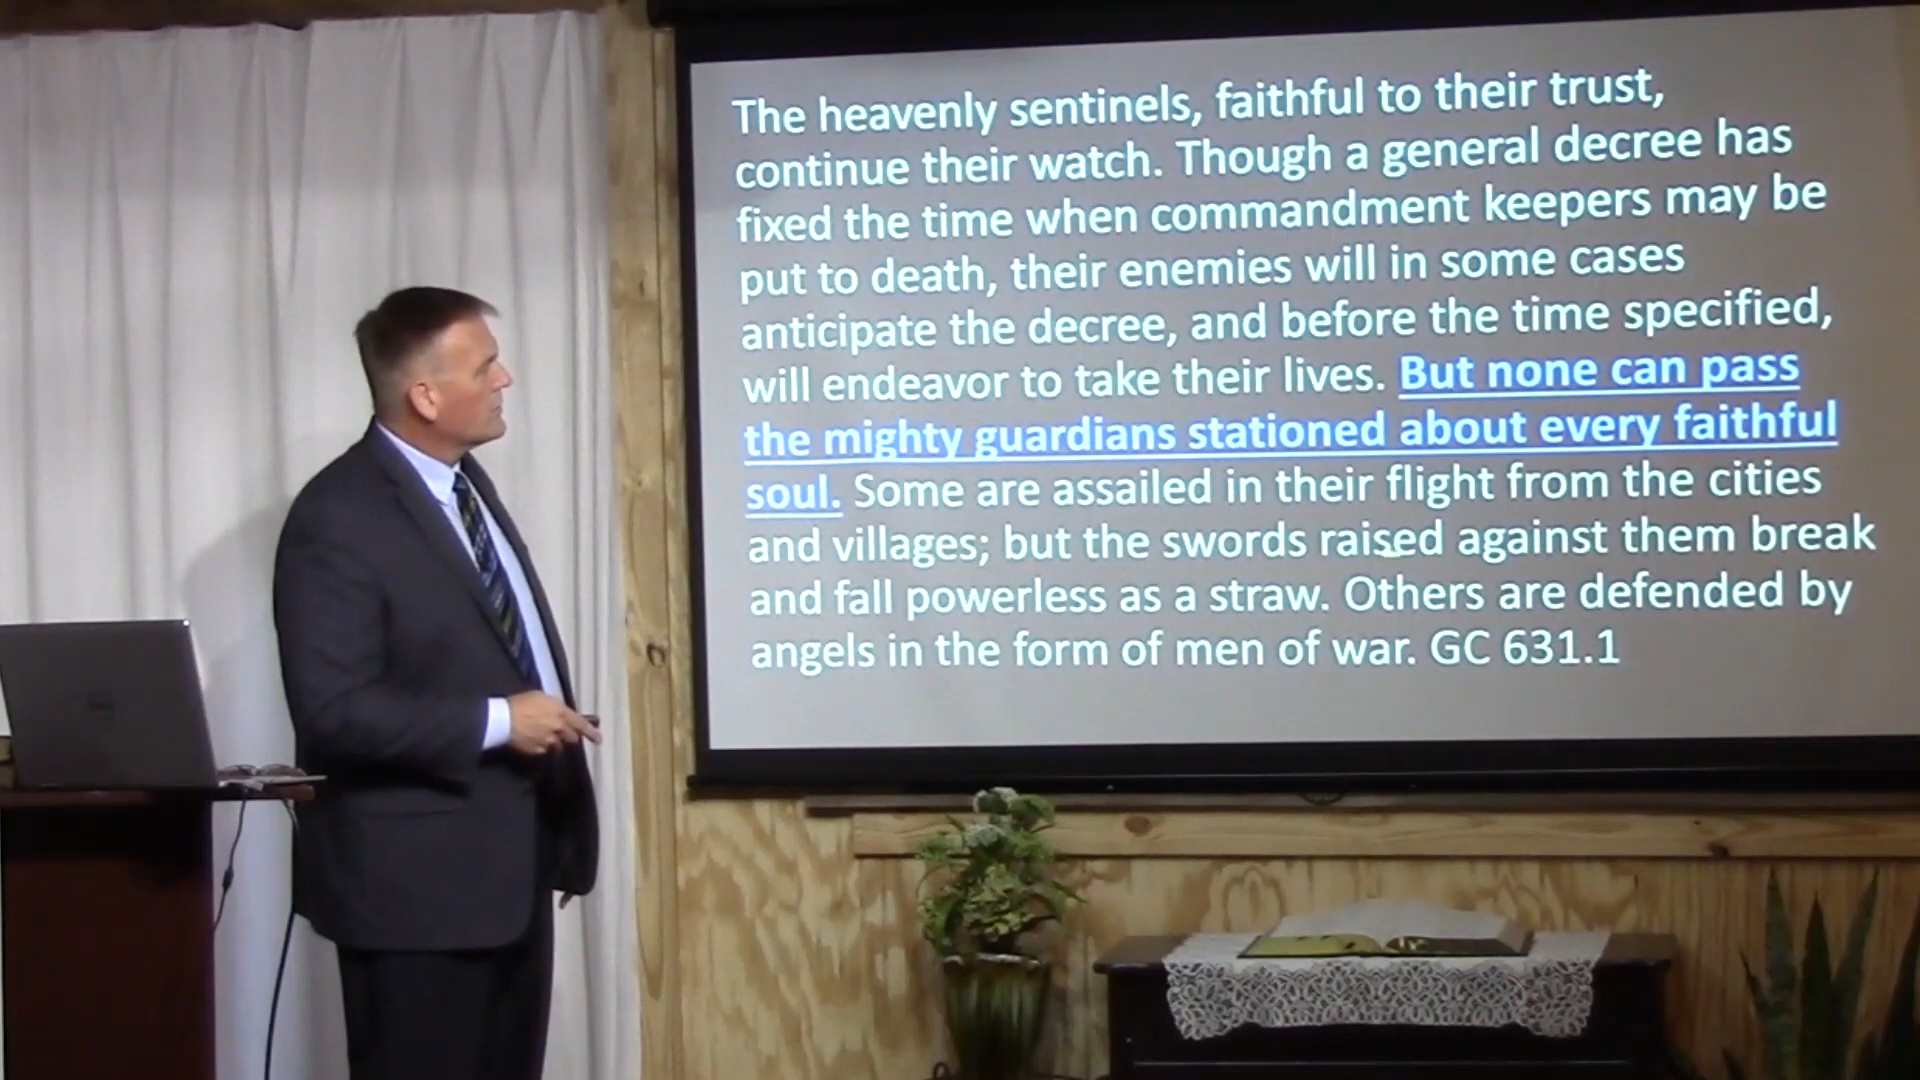 The heavenly sentinels, faithful to their trust,
continue their watch. Though a general decree has
fixed the time when commandment keepers may be
put to death, their enemies will in some cases
anticipate the decree, and before the time specified,
will endeavor to take their lives. But none can pass
the mighty guardians stationed about every faithful
soul. Some are assailed in their flight from the cities
and villages; but the swords raised against them break
and fall powerless as a straw. Others are defended by
angels in the form of men of war. GC 631.1